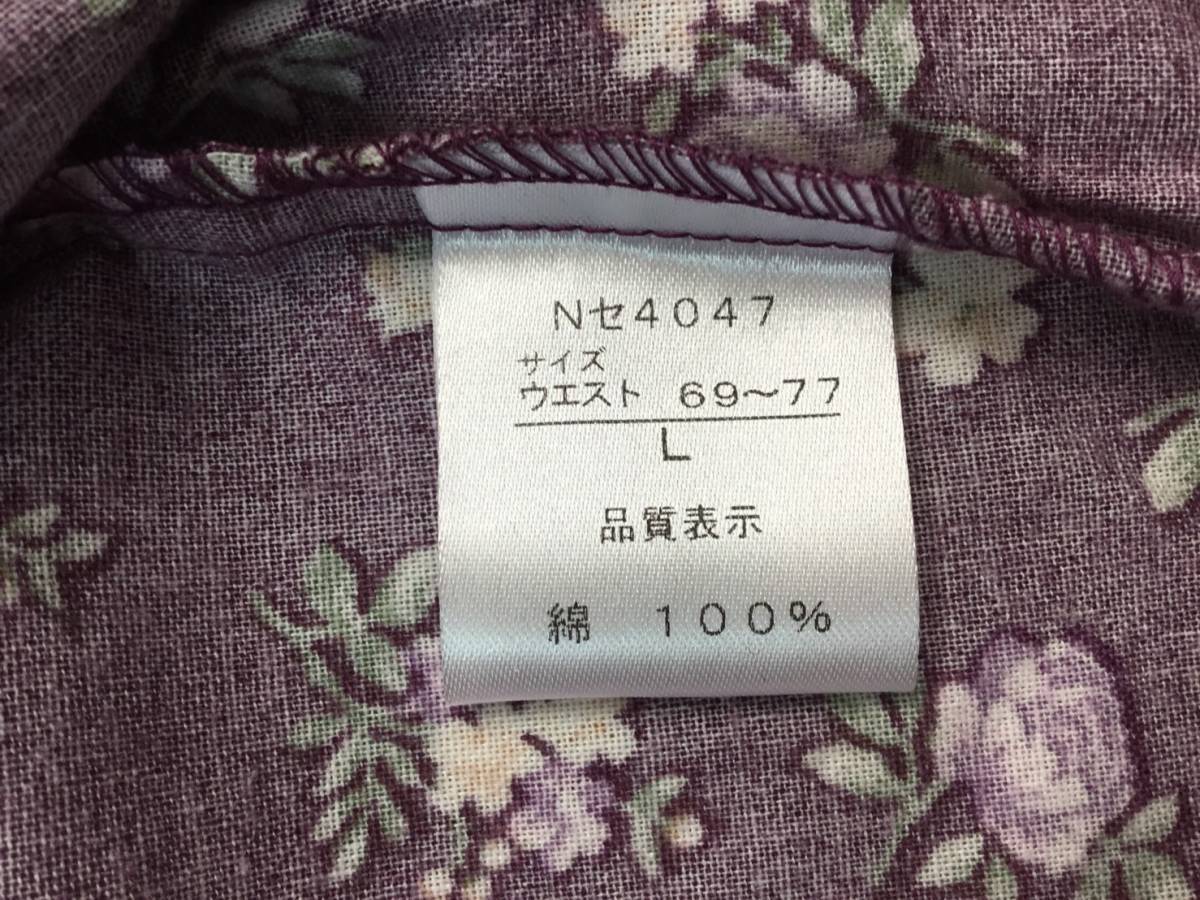 Nセ4047
サイズ
ウエスト 69〜77
L
品質表示
綿 100%